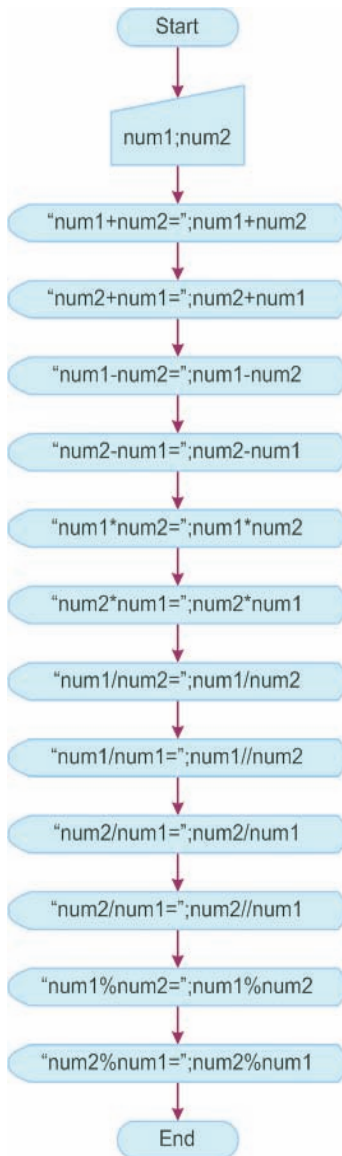 Start
num1;num2
“num1+num2=”;num1+num2
“num2+num1=”;num2+num1
“num1-num2=”;num1-num2
“num2-num1=”;num2-num1
“num1*num2=”;num1*num2
“num2*num1=”;num2*num1
“num1/num2=”;num1/num2
“num1/num1=”;num1//num2
“num2/num1=”;num2/num1
“num2/num1=”;num2//num1
“num1%num2=”;num1%num2
“num2%num1=”;num2%num1
End